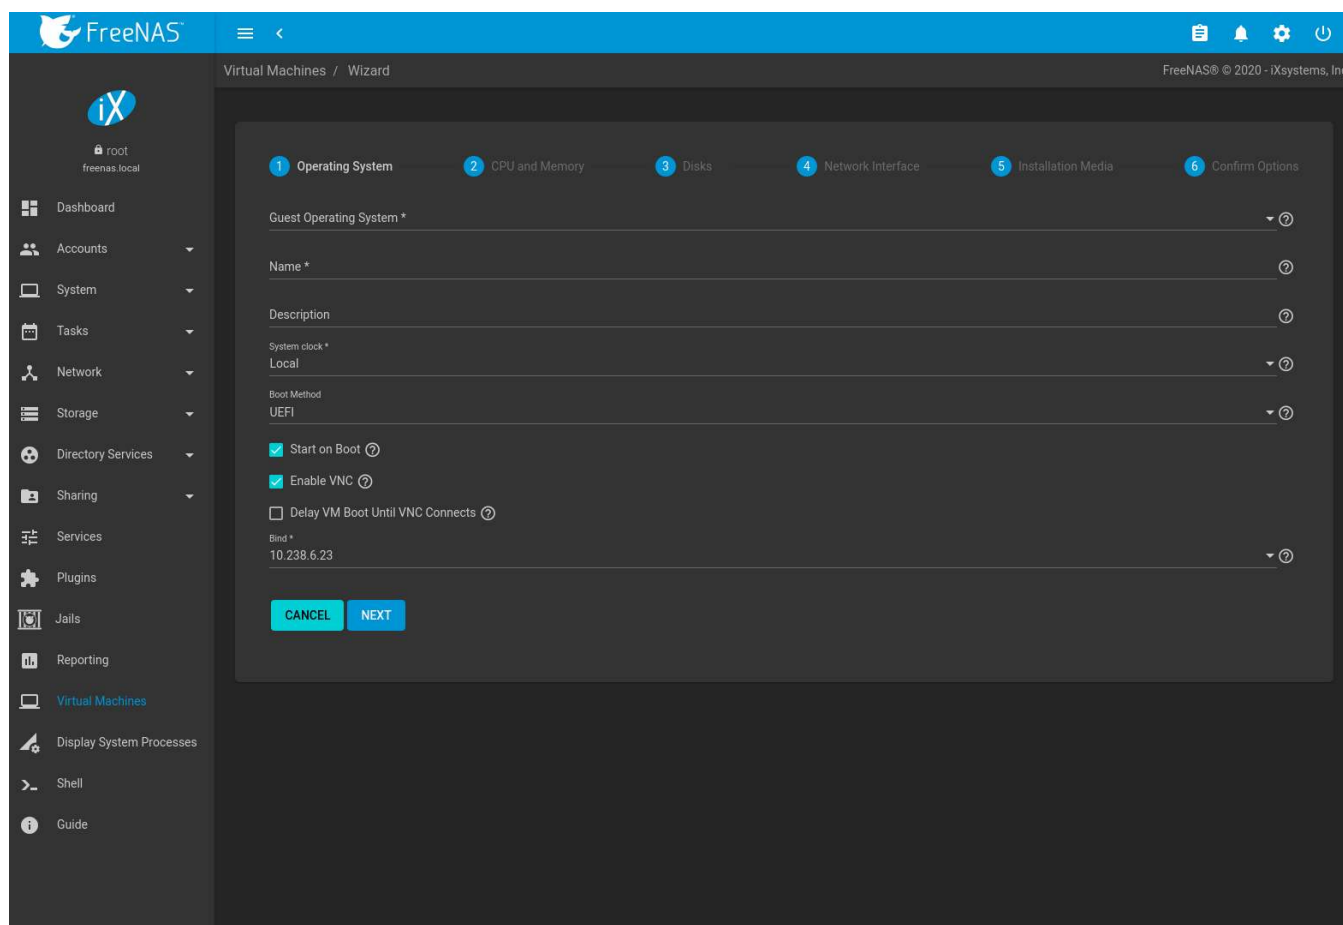 FreeNAS™
Virtual Machines / Wizard
FreeNAS® © 2020 - iXsystems, Inc
iX
root
freenas.local
Dashboard
Accounts
System
Tasks
Network
Storage
Directory Services
Sharing
Services
Plugins
Jails
Reporting
Virtual Machines
Display System Processes
Shell
Guide
1 Operating System
2 CPU and Memory
3 Disks
4 Network Interface
5 Installation Media
6 Confirm Options
Guest Operating System *
Name *
Description
System clock *
Local
Boot Method
UEFI
Start on Boot
Enable VNC
Delay VM Boot Until VNC Connects
Bind *
10.238.6.23
CANCEL
NEXT